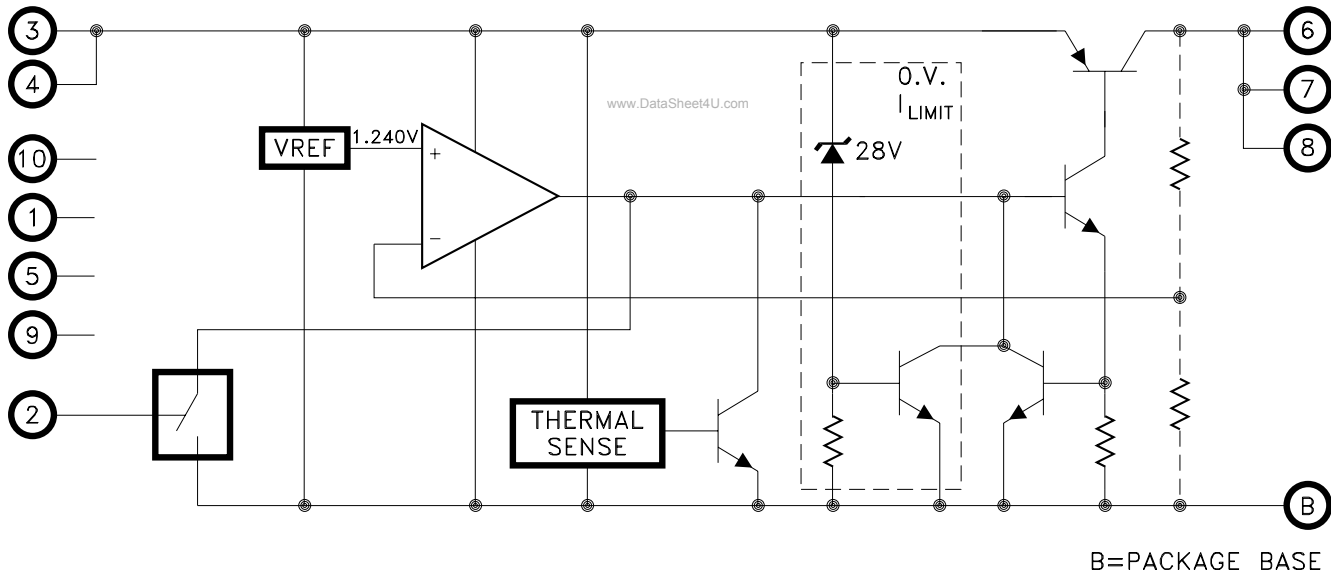 3
6
4
O.V.
I LIMIT
www.DataSheet4U.com
7
VREF
1.240V
+
28V
8
10
1
−
5
9
2
THERMAL
SENSE
B
B=PACKAGE BASE